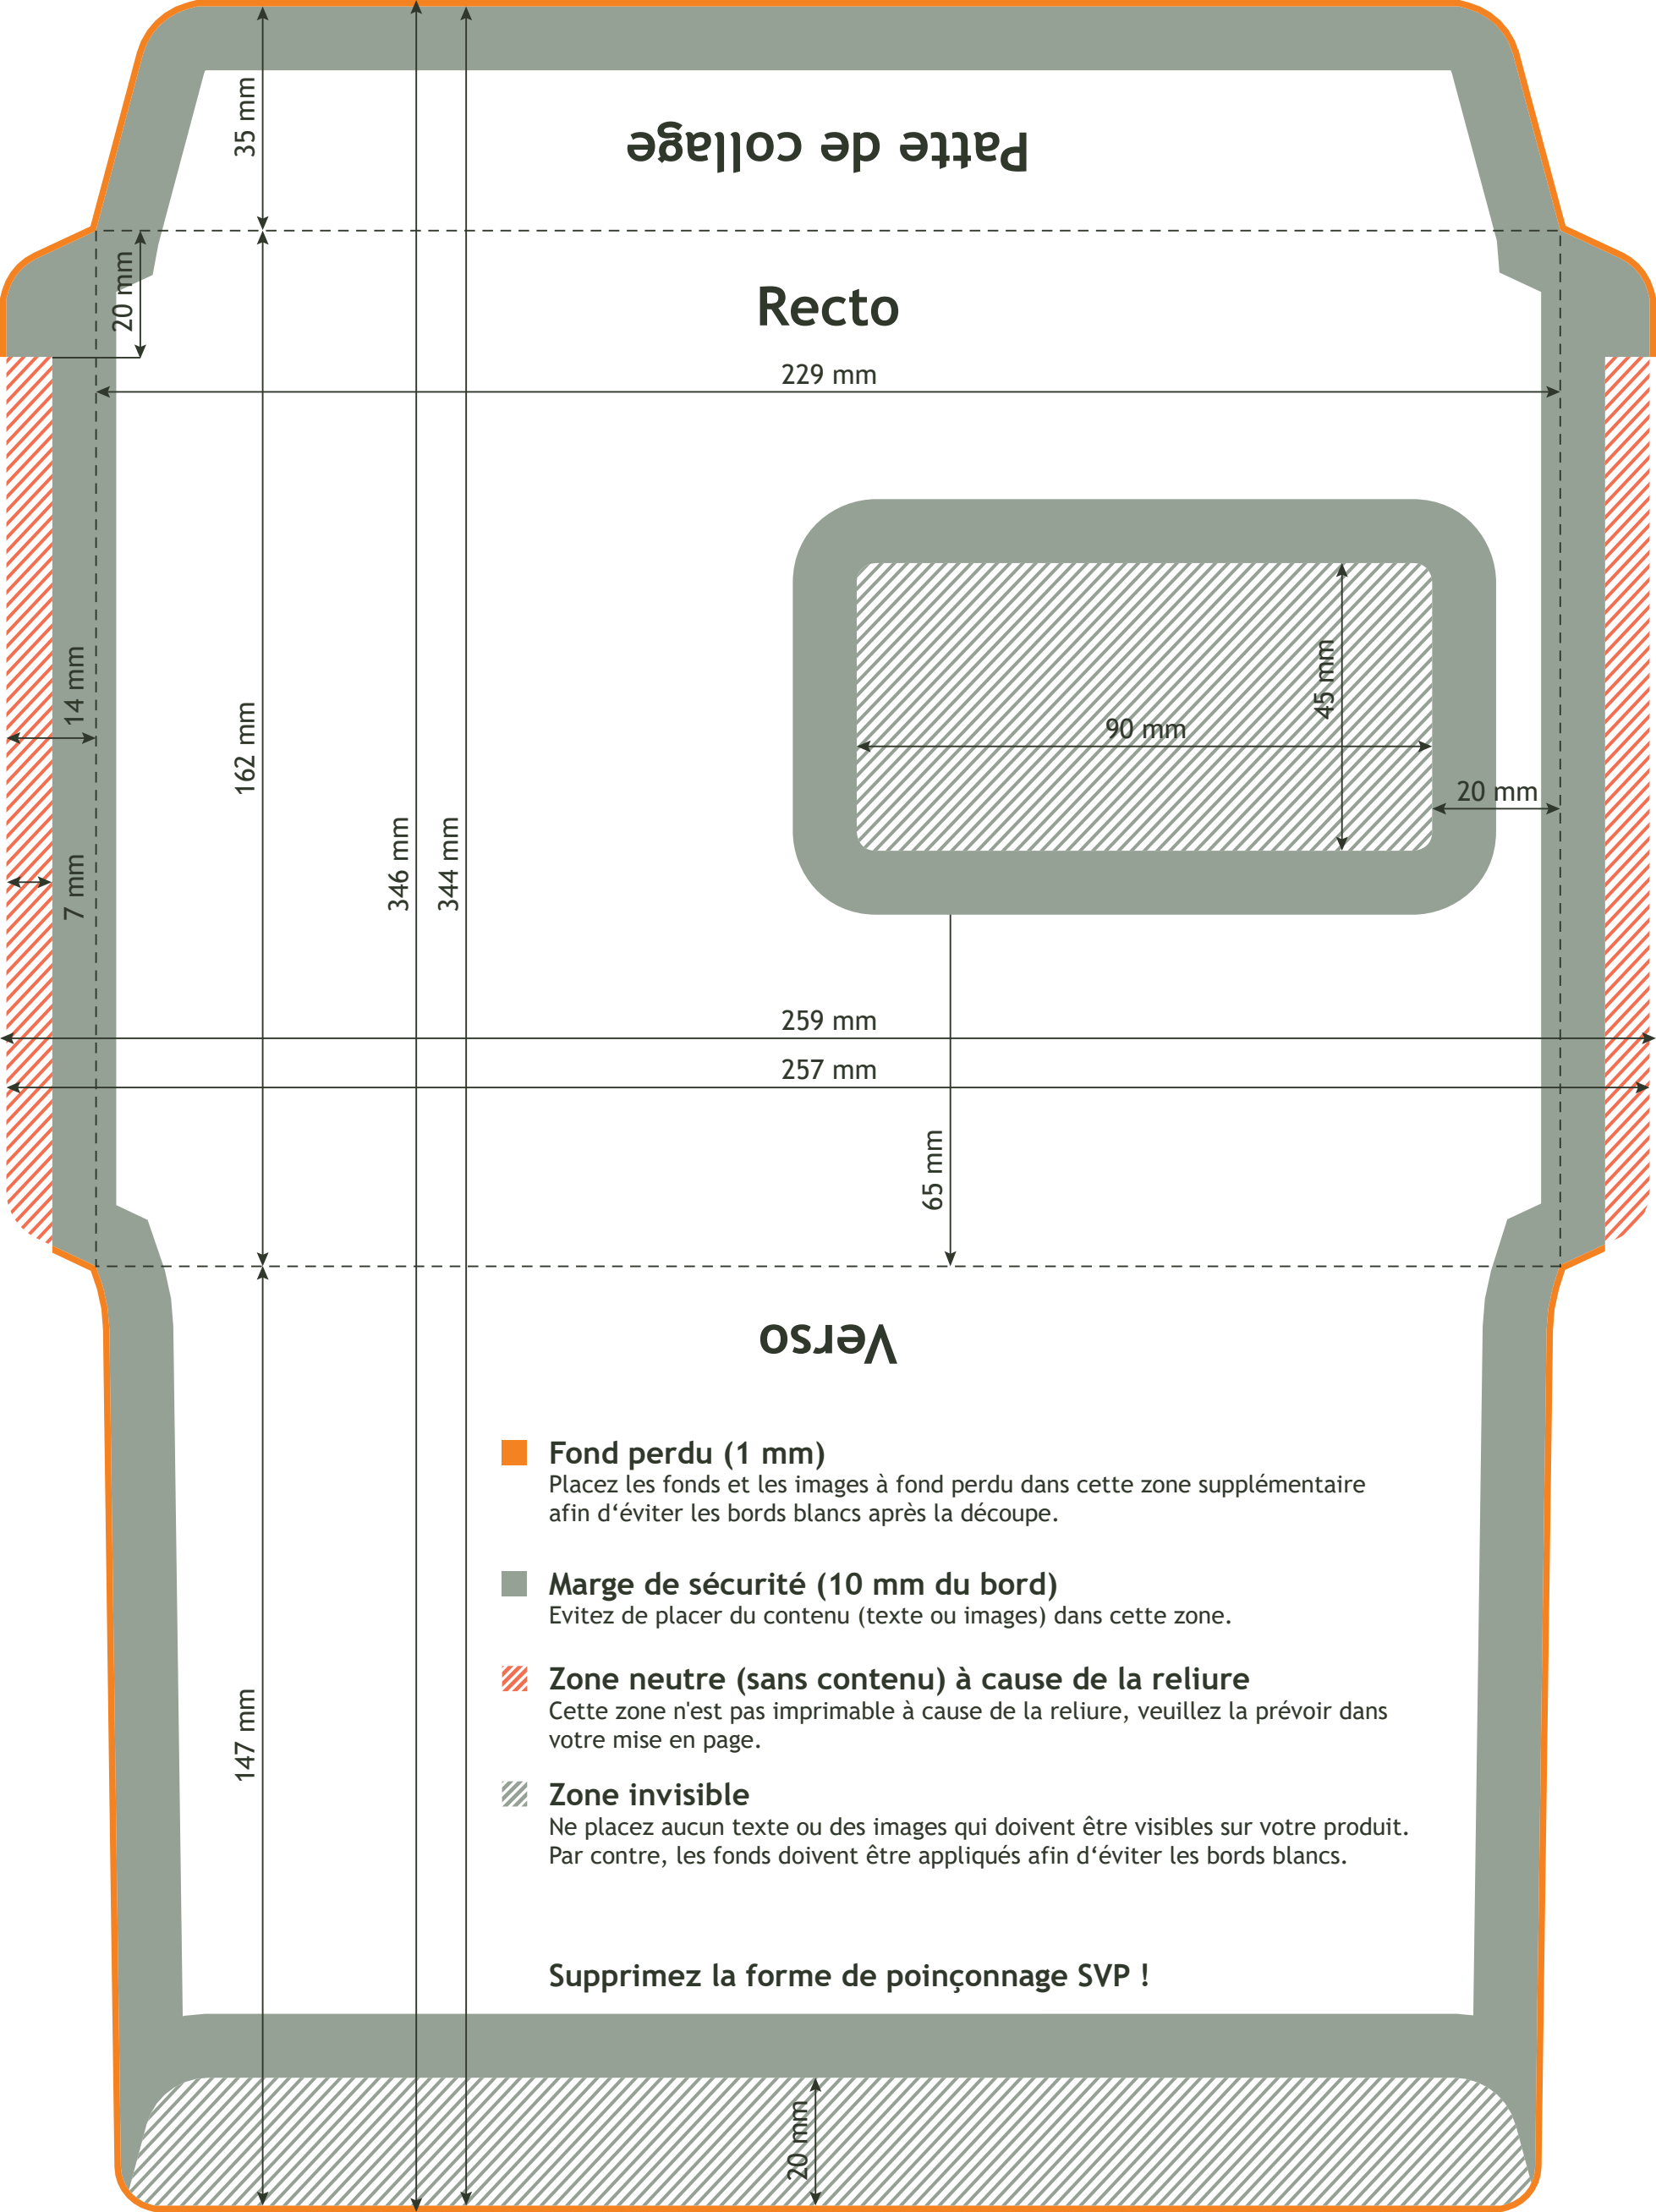 35 mm
Patte de collage
20 mm
Recto
229 mm
14 mm
162 mm
45 mm
90 mm
20 mm
7 mm
346 mm
344 mm
259 mm
257 mm
65 mm
Verso
Fond perdu (1 mm)
Placez les fonds et les images à fond perdu dans cette zone supplémentaire
afin d‘éviter les bords blancs après la découpe.
Marge de sécurité (10 mm du bord)
Evitez de placer du contenu (texte ou images) dans cette zone.
Zone neutre (sans contenu) à cause de la reliure
Cette zone n'est pas imprimable à cause de la reliure, veuillez la prévoir dans
votre mise en page.
147 mm
Zone invisible
Ne placez aucun texte ou des images qui doivent être visibles sur votre produit.
Par contre, les fonds doivent être appliqués afin d‘éviter les bords blancs.
Supprimez la forme de poinçonnage SVP !
20 mm